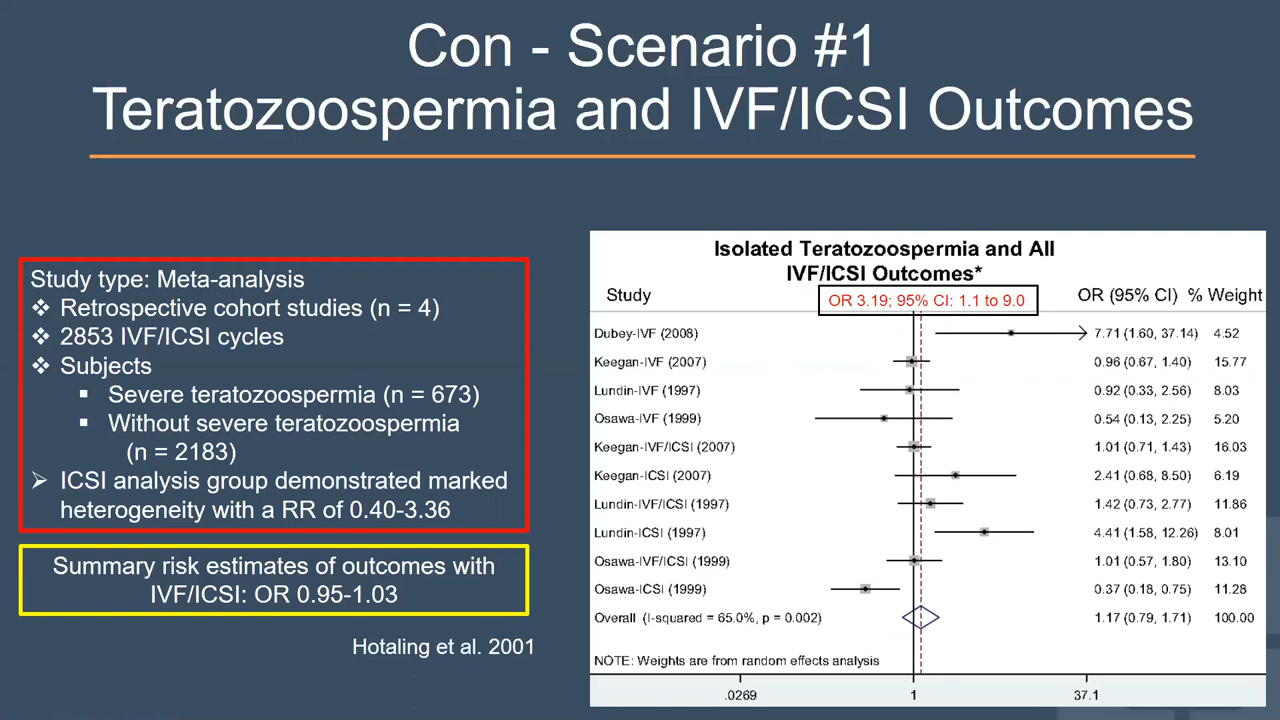 Con - Scenario #1
Teratozoospermia and IVF/ICSI Outcomes
Study type: Meta-analysis
❖ Retrospective cohort studies (n = 4)
❖ 2853 IVF/ICSI cycles
❖ Subjects
▪ Severe teratozoospermia (n = 673)
▪ Without severe teratozoospermia
(n = 2183)
➢ ICSI analysis group demonstrated marked
heterogeneity with a RR of 0.40-3.36
Summary risk estimates of outcomes with
IVF/ICSI: OR 0.95-1.03
Hotaling et al. 2001
Isolated Teratozoospermia and All
IVF/ICSI Outcomes*
Study OR (95% CI) % Weight
OR 3.19; 95% CI: 1.1 to 9.0
Dubey-IVF (2008) 7.71 (1.60, 37.14) 4.52
Keegan-IVF (2007) 0.96 (0.67, 1.40) 15.77
Lundin-IVF (1997) 0.92 (0.33, 2.56) 8.03
Osawa-IVF (1999) 0.54 (0.13, 2.25) 5.20
Keegan-IVF/ICSI (2007) 1.01 (0.71, 1.43) 16.03
Keegan-ICSI (2007) 2.41 (0.68, 8.50) 6.19
Lundin-IVF/ICSI (1997) 1.42 (0.73, 2.77) 11.86
Lundin-ICSI (1997) 4.41 (1.58, 12.26) 8.01
Osawa-IVF/ICSI (1999) 1.01 (0.57, 1.80) 13.10
Osawa-ICSI (1999) 0.37 (0.18, 0.75) 11.28
Overall (I-squared = 65.0%, p = 0.002) 1.17 (0.79, 1.71) 100.00
NOTE: Weights are from random effects analysis
.0269 1 37.1